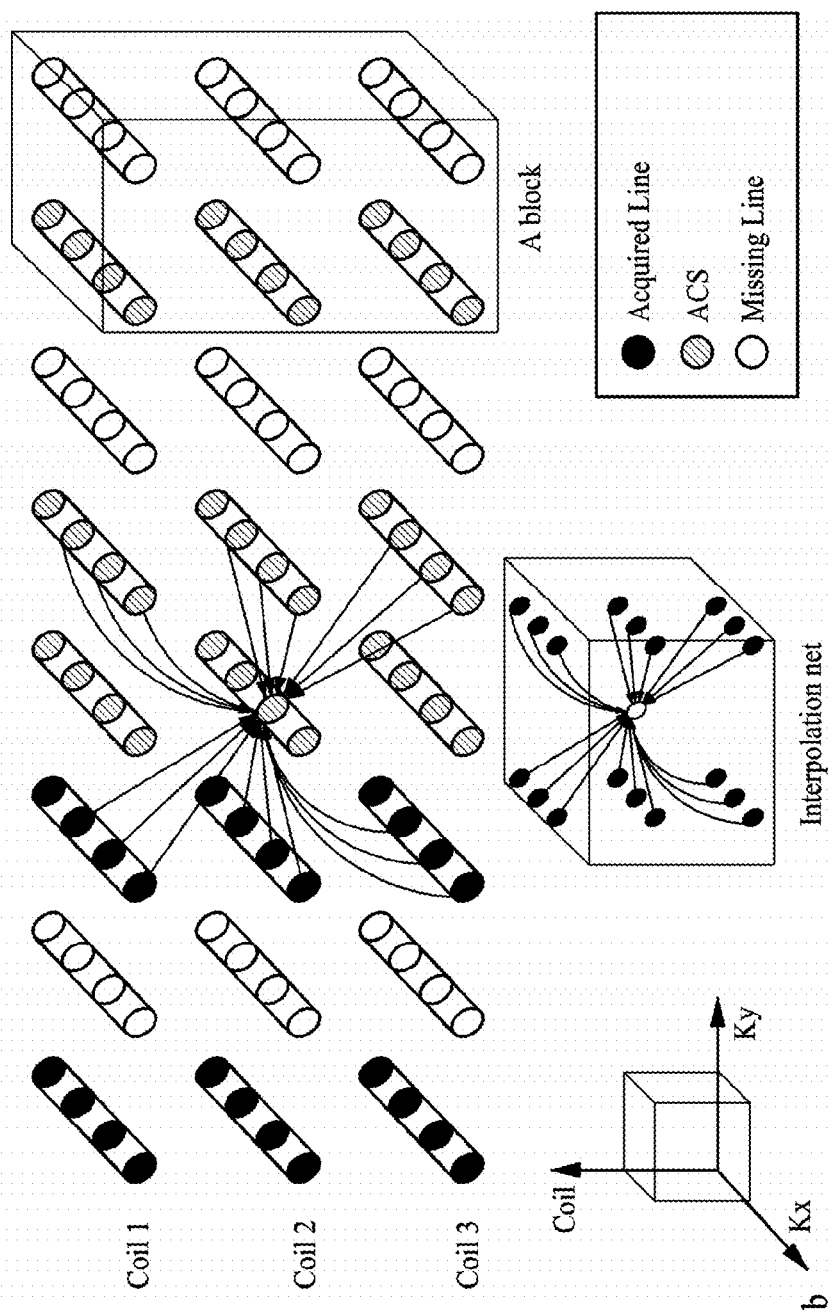 Coil 1
Coil 2
Coil 3
A block
Coil
Ky
Kx
Interpolation net
Acquired Line
ACS
Missing Line
b